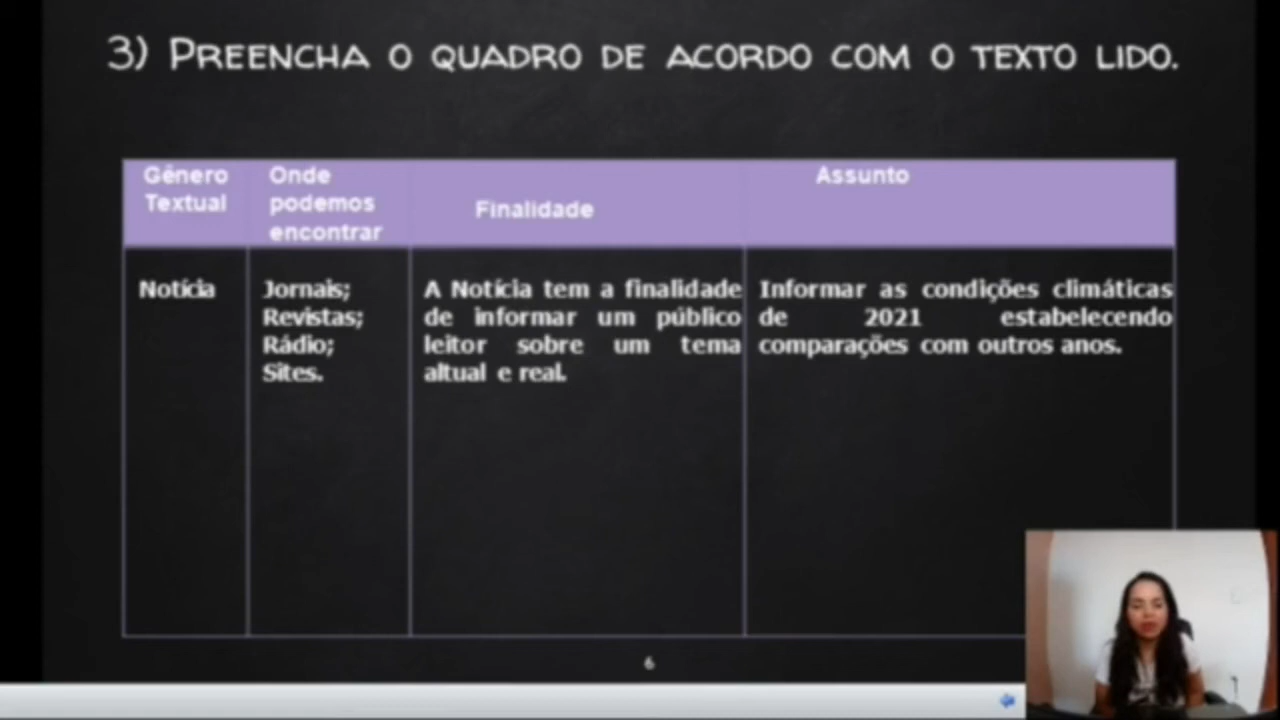 3) PREENCHA O QUADRO DE ACORDO COM O TEXTO LIDO.
Gênero
Textual
Onde
podemos
encontrar
Finalidade
Assunto
Notícia
Jornais;
Revistas;
Rádio;
Sites.
A Notícia tem a finalidade
de informar um público
leitor sobre um tema
altual e real.
Informar as condições climáticas
de 2021 estabelecendo
comparações com outros anos.
6